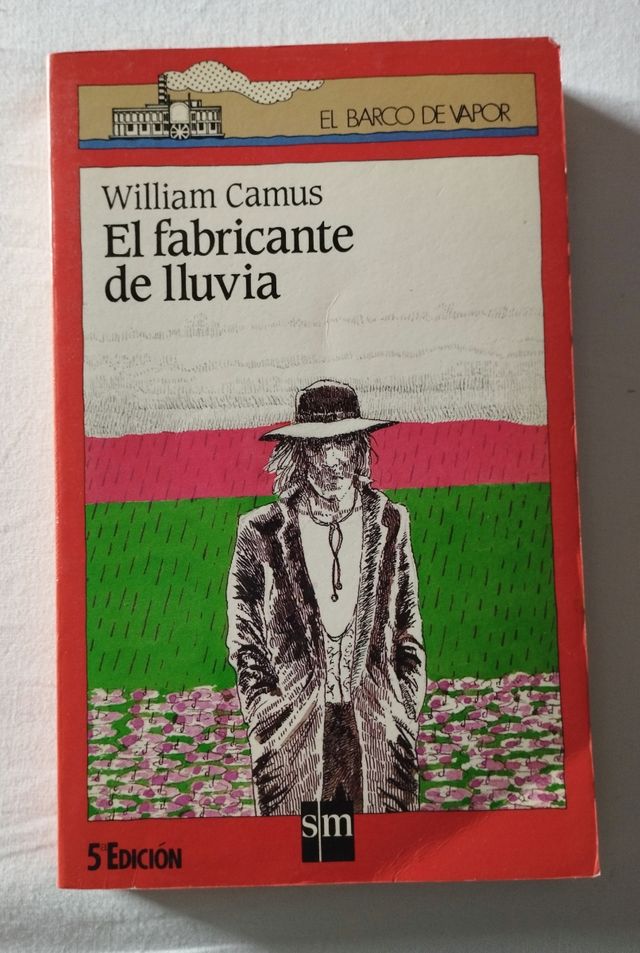 EL BARCO DE VAPOR
William Camus
El fabricante
de lluvia
sm
5ª EDICIÓN